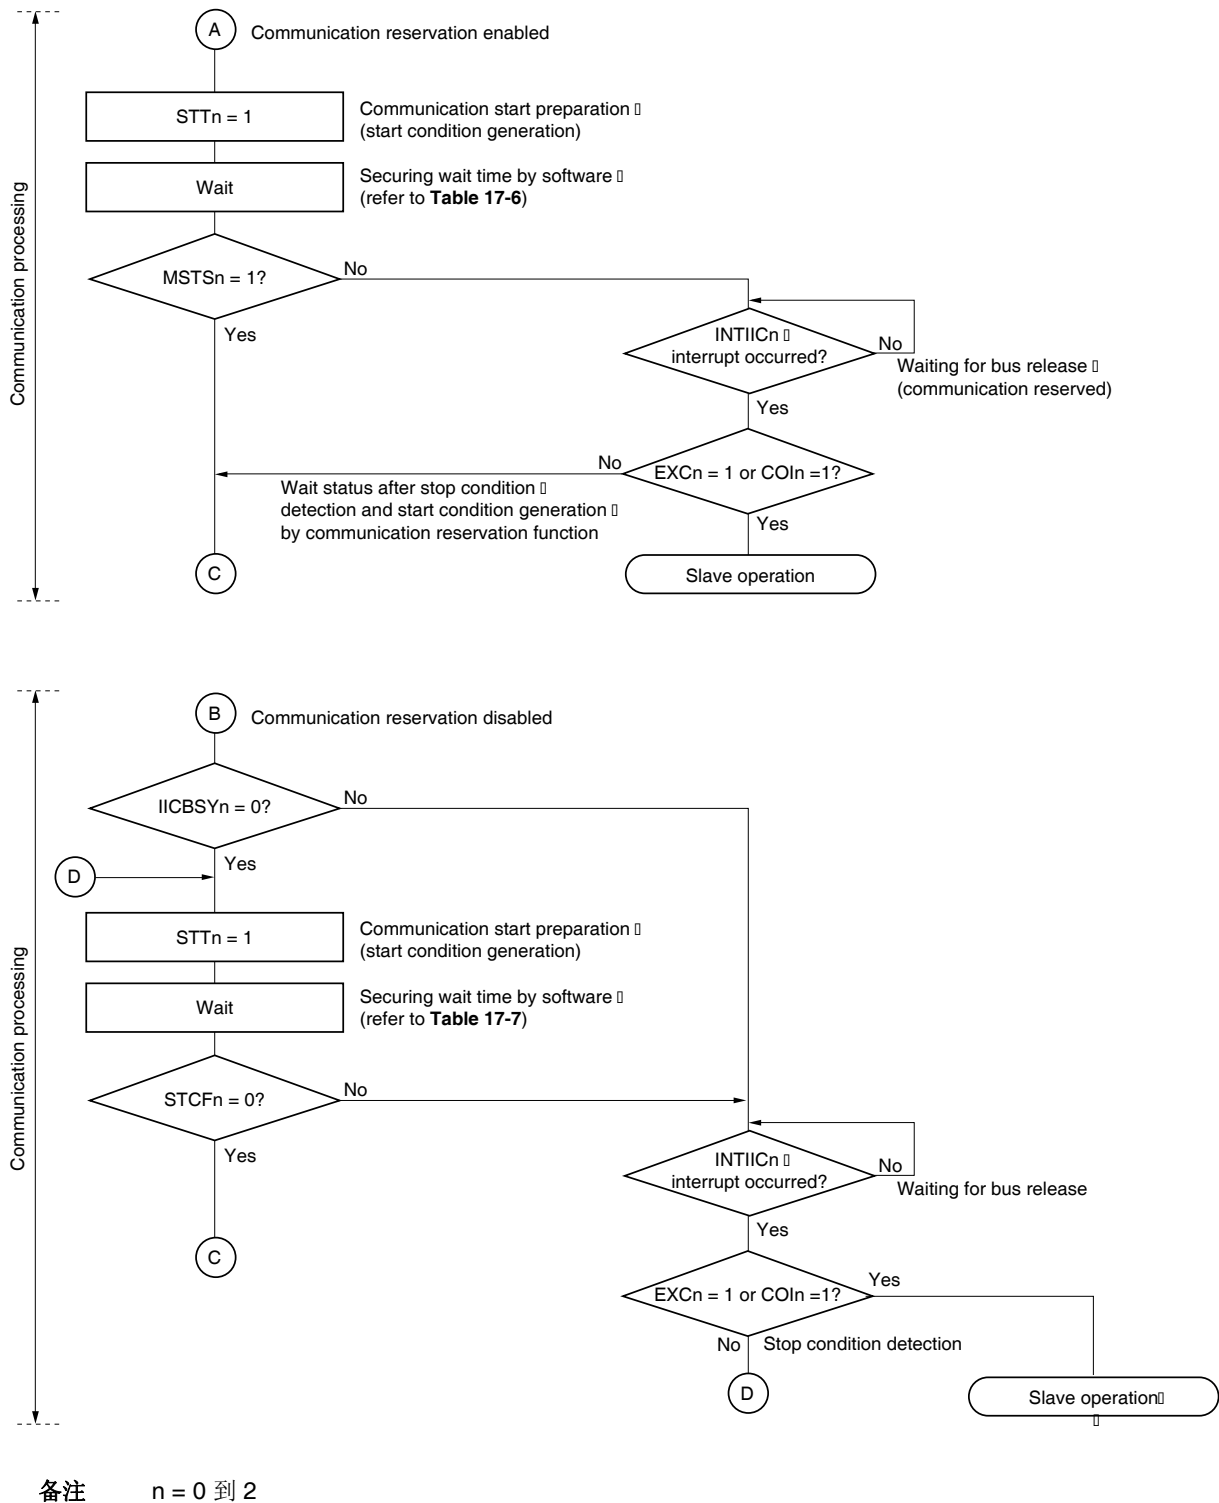 A
Communication reservation enabled
STTn = 1
Communication start preparation
(start condition generation)
Wait
Securing wait time by software
(refer to Table 17-6)
Communication processing
MSTSn = 1?
No
Yes
INTIICn
interrupt occurred?
No
Waiting for bus release
(communication reserved)
Yes
EXCn = 1 or COIn =1?
No
Wait status after stop condition
detection and start condition generation
by communication reservation function
Yes
C
Slave operation
B
Communication reservation disabled
IICBSYn = 0?
No
Yes
D
STTn = 1
Communication start preparation
(start condition generation)
Wait
Securing wait time by software
(refer to Table 17-7)
Communication processing
STCFn = 0?
No
Yes
INTIICn
interrupt occurred?
No
Waiting for bus release
Yes
C
EXCn = 1 or COIn =1?
Yes
No
Stop condition detection
D
Slave operation
备注 n = 0 到 2